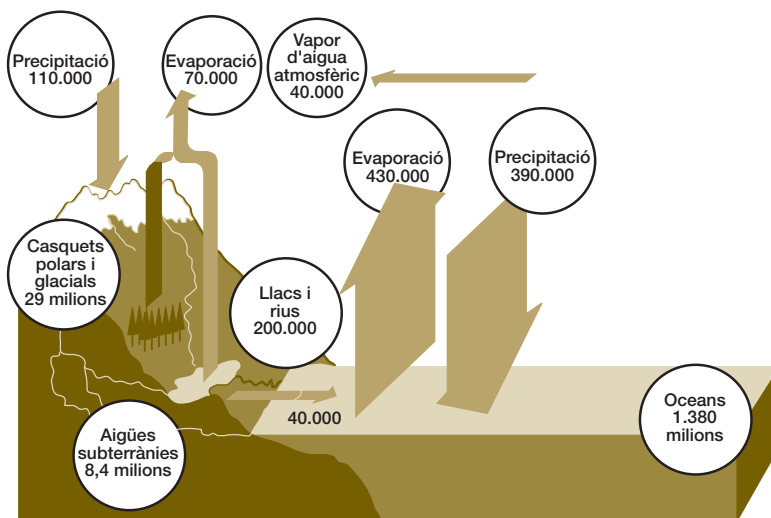 Precipitació
110.000
Evaporació
70.000
Vapor
d'aigua
atmosfèric
40.000
Evaporació
430.000
Precipitació
390.000
Casquets
polars i
glacials
29 milions
Llacs i
rius
200.000
40.000
Aigües
subterrànies
8,4 milions
Oceans
1.380
milions